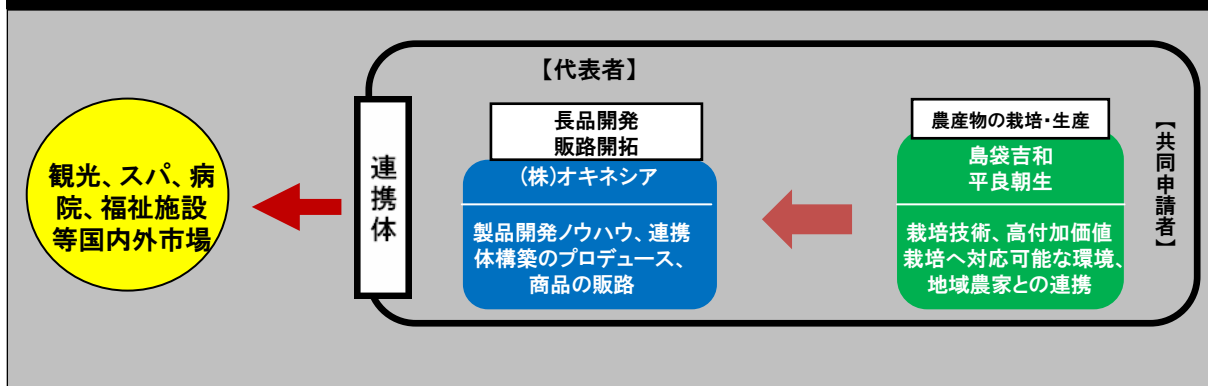 観光、スパ、病
院、福祉施設
等国内外市場
連携体
【代表者】
長品開発
販路開拓
(株)オキネシア
製品開発ノウハウ、連携
体構築のプロデュース、
商品の販路
農産物の栽培・生産
島袋吉和
平良朝生
栽培技術、高付加価値
栽培へ対応可能な環境、
地域農家との連携
【共同申請者】